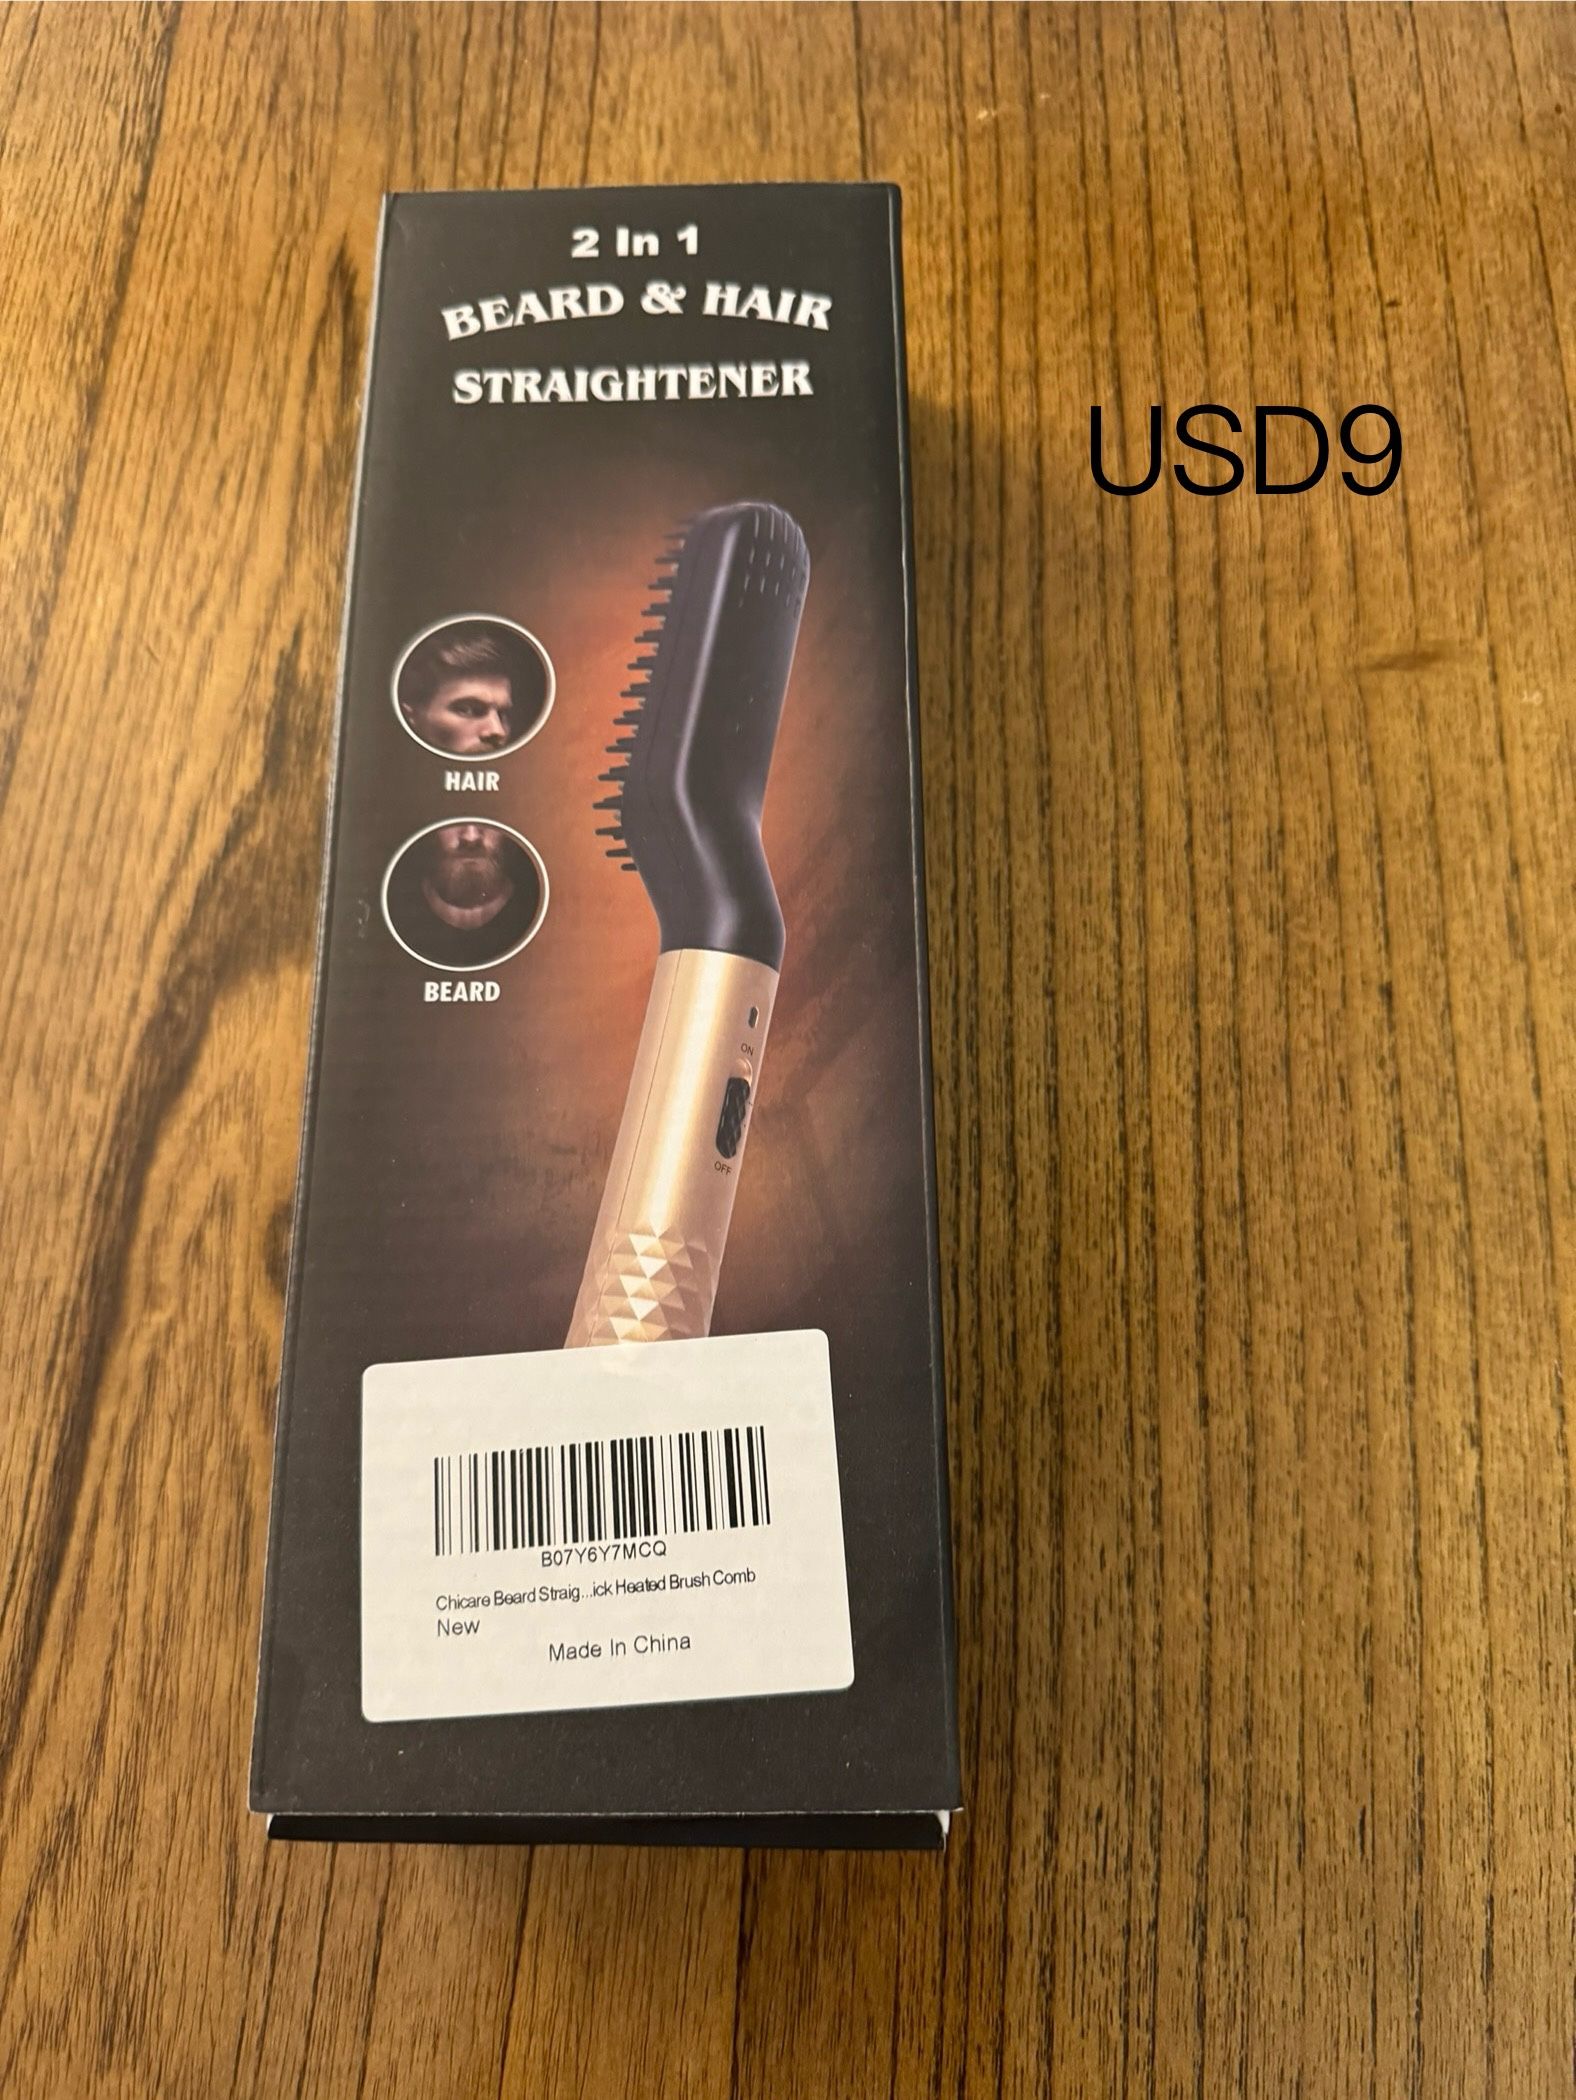 2 In 1
BEARD & HAIR
STRAIGHTENER
USD9
HAIR
BEARD
ON
OFF
B07Y6Y7MCQ
Chicare Beard Straig...ick Heated Brush Comb
New
Made In China